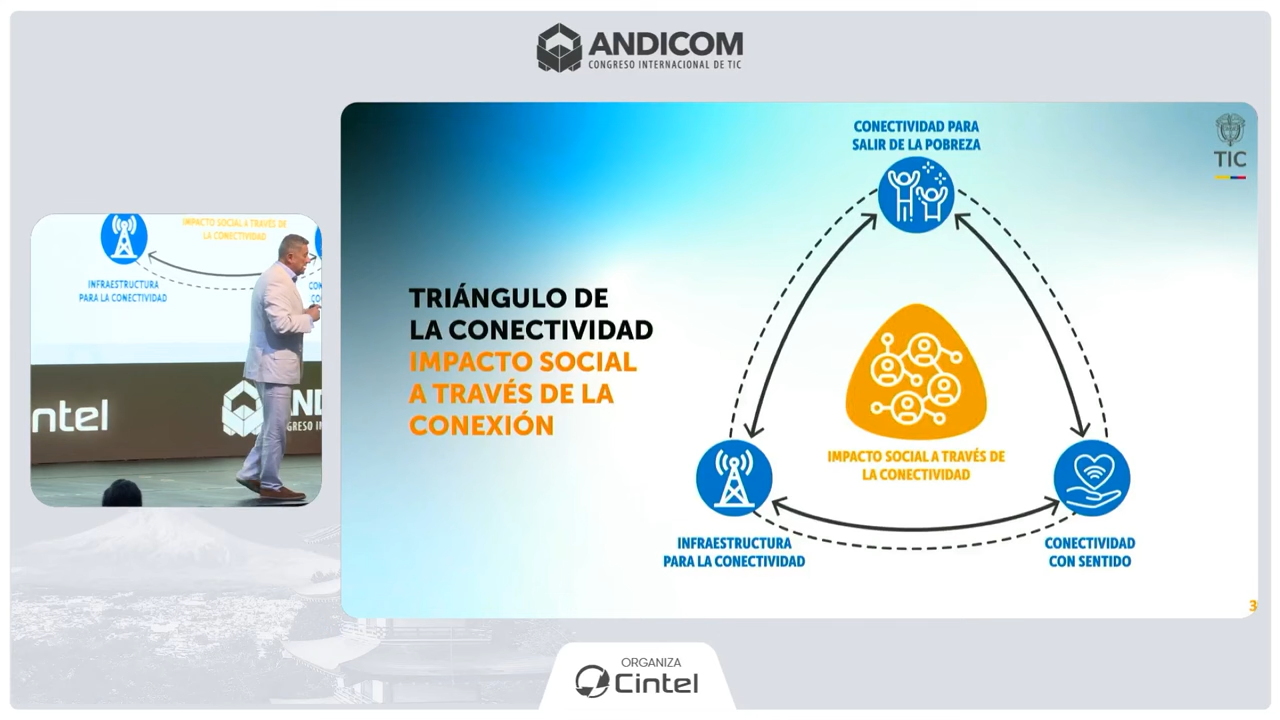 ANDICOM
CONGRESO INTERNACIONAL DE TIC
CONECTIVIDAD PARA
SALIR DE LA POBREZA
TIC
TRIÁNGULO DE
LA CONECTIVIDAD
IMPACTO SOCIAL
A TRAVÉS DE LA
CONEXIÓN
IMPACTO SOCIAL A TRAVÉS DE
LA CONECTIVIDAD
INFRAESTRUCTURA
PARA LA CONECTIVIDAD
CONECTIVIDAD
CON SENTIDO
3
IMPACTO SOCIAL A TRAVÉS DE
LA CONECTIVIDAD
INFRAESTRUCTURA
PARA LA CONECTIVIDAD
ntel
ORGANIZA
Cintel